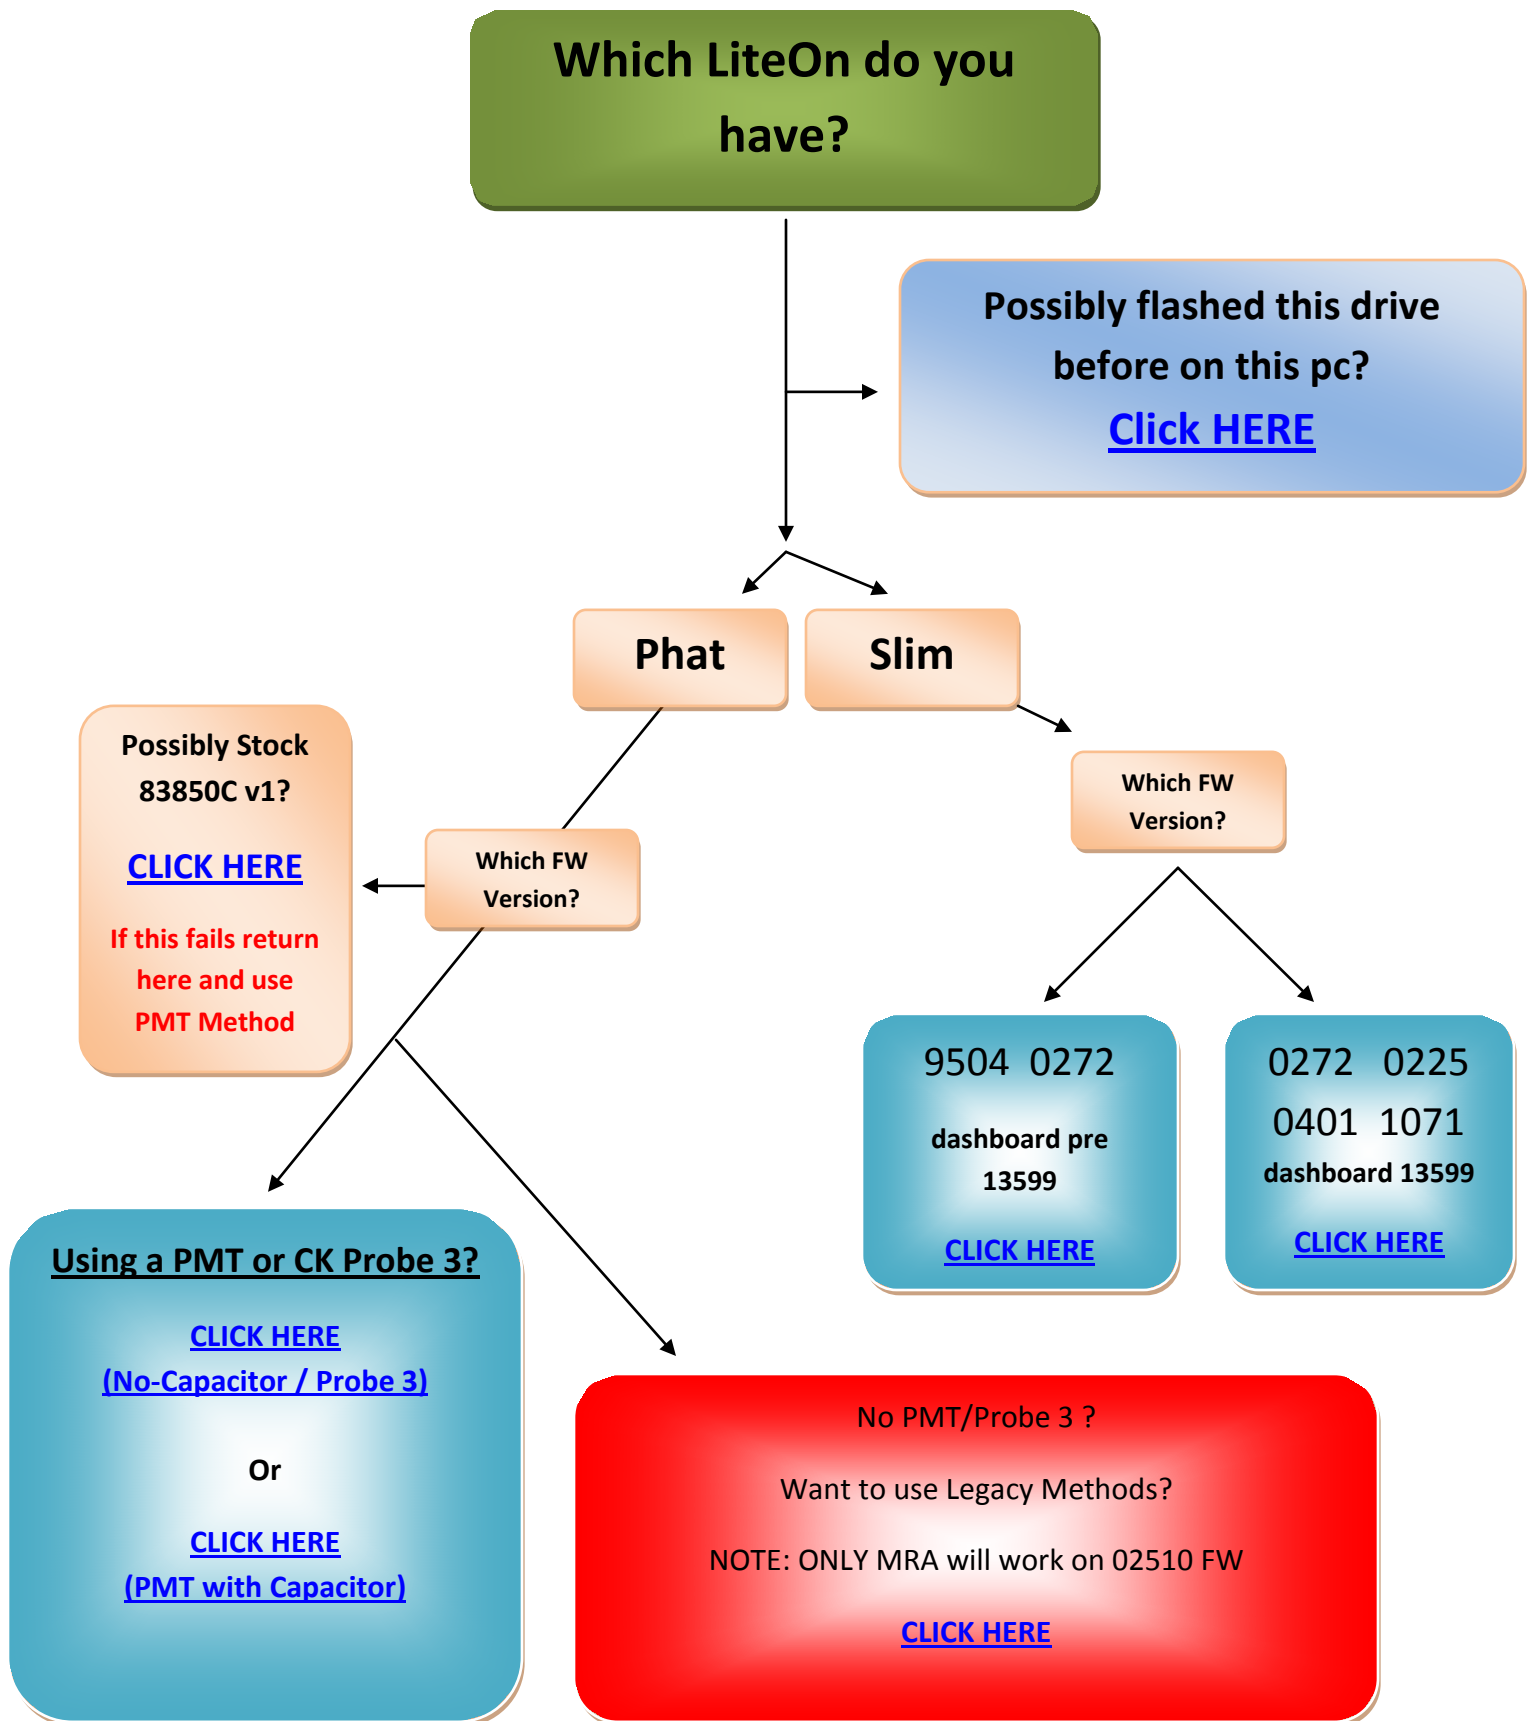 Which LiteOn do you
have?
Possibly flashed this drive
before on this pc?
Click HERE
Phat
Slim
Possibly Stock
83850C v1?
CLICK HERE
If this fails return
here and use
PMT Method
Which FW
Version?
Which FW
Version?
9504 0272
dashboard pre
13599
CLICK HERE
0272 0225
0401 1071
dashboard 13599
CLICK HERE
Using a PMT or CK Probe 3?
CLICK HERE
(No-Capacitor / Probe 3)
Or
CLICK HERE
(PMT with Capacitor)
No PMT/Probe 3 ?
Want to use Legacy Methods?
NOTE: ONLY MRA will work on 02510 FW
CLICK HERE